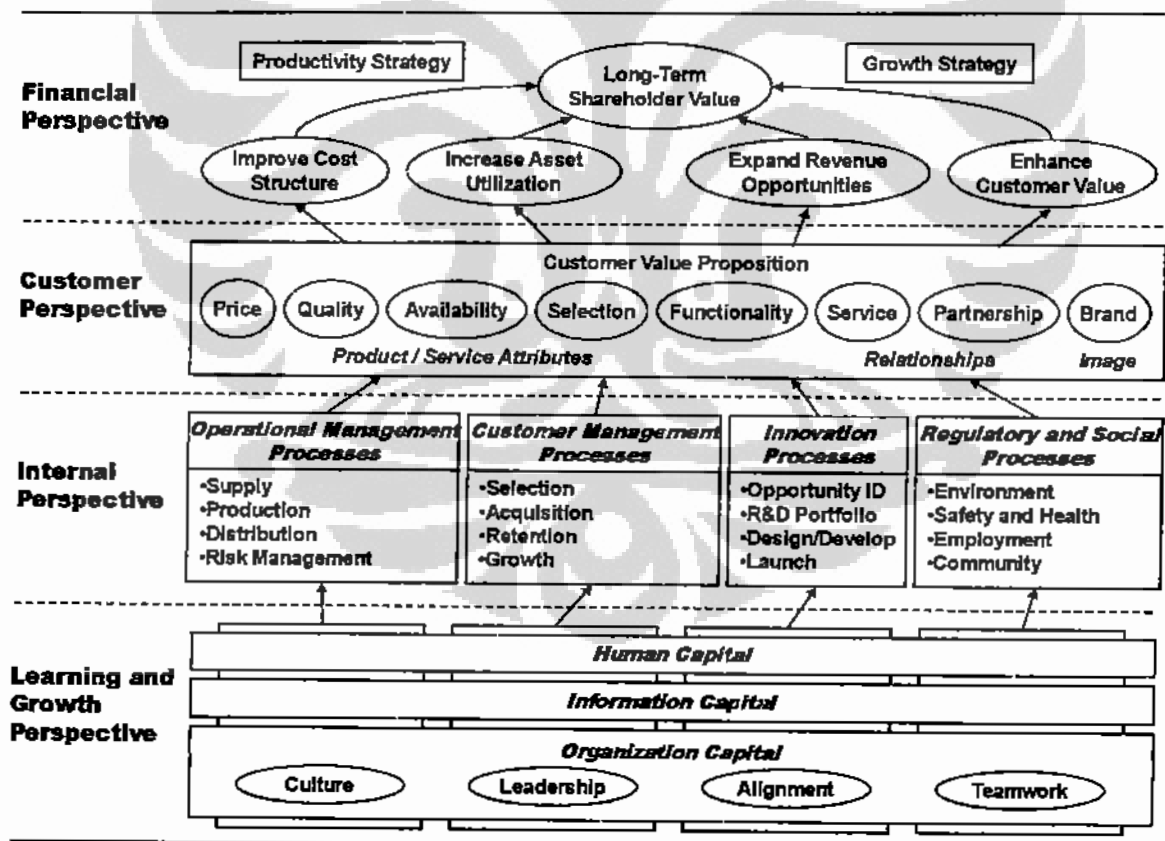 Productivity Strategy
Growth Strategy
Long-Term
Shareholder Value
Financial
Perspective
Improve Cost
Structure
Increase Asset
Utilization
Expand Revenue
Opportunities
Enhance
Customer Value
Customer
Perspective
Customer Value Proposition
Price
Quality
Availability
Selection
Functionality
Service
Partnership
Brand
Product / Service Attributes
Relationships
Image
Internal
Perspective
Operational Management
Processes
•Supply
•Production
•Distribution
•Risk Management
Customer Management
Processes
•Selection
•Acquisition
•Retention
•Growth
Innovation
Processes
•Opportunity ID
•R&D Portfolio
•Design/Develop
•Launch
Regulatory and Social
Processes
•Environment
•Safety and Health
•Employment
•Community
Learning and
Growth
Perspective
Human Capital
Information Capital
Organization Capital
Culture
Leadership
Alignment
Teamwork